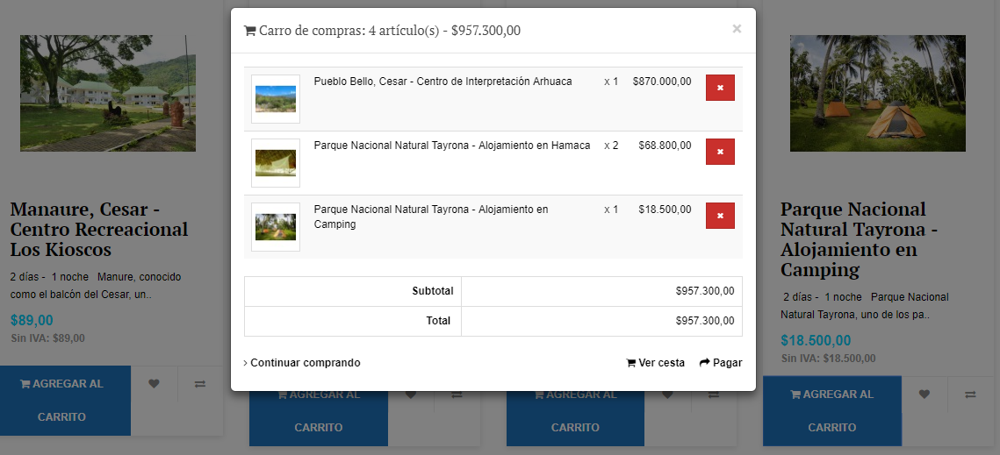 Carro de compras: 4 artículo(s) - $957.300,00
×
Pueblo Bello, Cesar - Centro de Interpretación Arhuaca
x 1
$870.000,00
Parque Nacional Natural Tayrona - Alojamiento en Hamaca
x 2
$68.800,00
Parque Nacional Natural Tayrona - Alojamiento en
Camping
x 1
$18.500,00
Subtotal
$957.300,00
Total
$957.300,00
Continuar comprando
Ver cesta
Pagar
Manaure, Cesar -
Centro Recreacional
Los Kioscos
2 días - 1 noche Manure, conocido
como el balcón del Cesar, un..
$89,00
Sin IVA: $89,00
AGREGAR AL
CARRITO
AGREGAR AL
CARRITO
AGREGAR AL
CARRITO
Parque Nacional
Natural Tayrona -
Alojamiento en
Camping
2 días - 1 noche Parque Nacional
Natural Tayrona, uno de los pa..
$18.500,00
Sin IVA: $18.500,00
AGREGAR AL
CARRITO